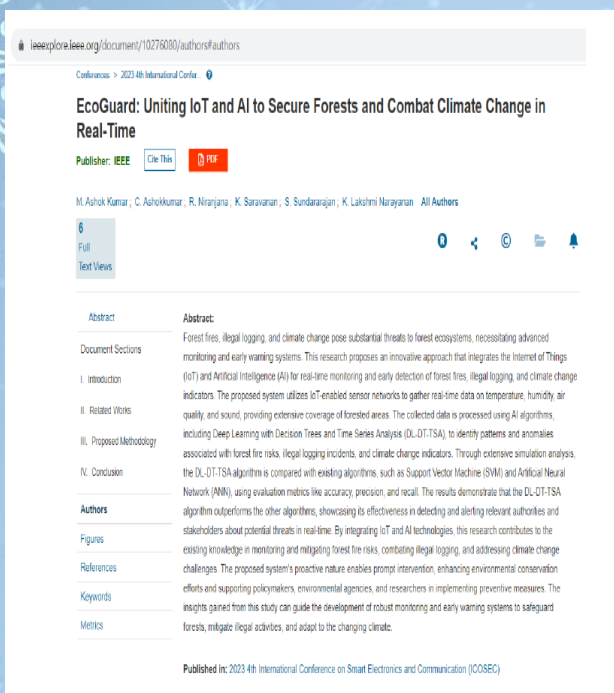 ieeexplore.ieee.org/document/10276080/authors#authors
Conferences > 2023 4th International Confer...
EcoGuard: Uniting IoT and AI to Secure Forests and Combat Climate Change in
Real-Time
Publisher: IEEE Cite This PDF
M. Ashok Kumar ; C. Ashokkumar ; R. Niranjana ; K. Saravanan ; S. Sundararajan ; K. Lakshmi Narayanan All Authors
6
Full
Text Views
Abstract
Document Sections
I. Introduction
II. Related Works
III. Proposed Methodology
IV. Conclusion
Authors
Figures
References
Keywords
Metrics
Abstract:
Forest fires, illegal logging, and climate change pose substantial threats to forest ecosystems, necessitating advanced
monitoring and early warning systems. This research proposes an innovative approach that integrates the Internet of Things
(IoT) and Artificial Intelligence (AI) for real-time monitoring and early detection of forest fires, illegal logging, and climate change
indicators. The proposed system utilizes IoT-enabled sensor networks to gather real-time data on temperature, humidity, air
quality, and sound, providing extensive coverage of forested areas. The collected data is processed using AI algorithms,
including Deep Learning with Decision Trees and Time Series Analysis (DL-DT-TSA), to identify patterns and anomalies
associated with forest fire risks, illegal logging incidents, and climate change indicators. Through extensive simulation analysis,
the DL-DT-TSA algorithm is compared with existing algorithms, such as Support Vector Machine (SVM) and Artificial Neural
Network (ANN), using evaluation metrics like accuracy, precision, and recall. The results demonstrate that the DL-DT-TSA
algorithm outperforms the other algorithms, showcasing its effectiveness in detecting and alerting relevant authorities and
stakeholders about potential threats in real-time. By integrating IoT and AI technologies, this research contributes to the
existing knowledge in monitoring and mitigating forest fire risks, combating illegal logging, and addressing climate change
challenges. The proposed system's proactive nature enables prompt intervention, enhancing environmental conservation
efforts and supporting policymakers, environmental agencies, and researchers in implementing preventive measures. The
insights gained from this study can guide the development of robust monitoring and early warning systems to safeguard
forests, mitigate illegal activities, and adapt to the changing climate.
Published in: 2023 4th International Conference on Smart Electronics and Communication (ICOSEC)